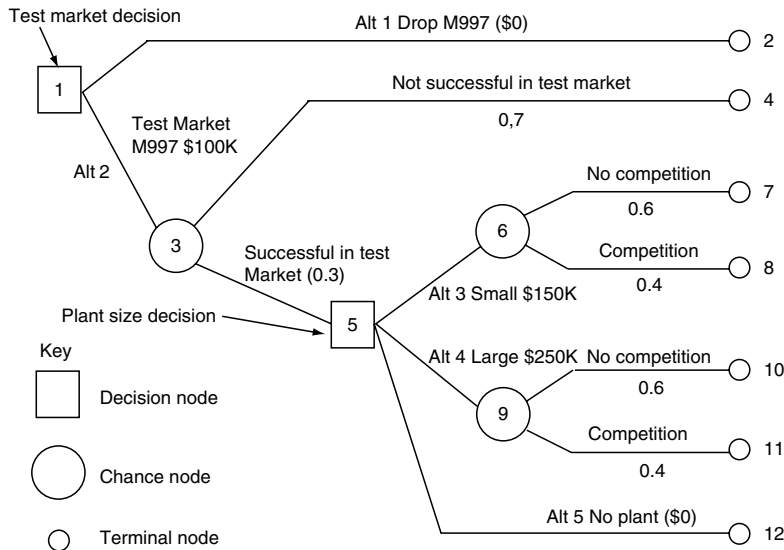 Test market decision
Alt 1 Drop M997 ($0)
2
1
Not successful in test market
4
0,7
Test Market
M997 $100K
Alt 2
No competition
7
0.6
3
6
Successful in test
Market (0.3)
Competition
8
0.4
Alt 3 Small $150K
Plant size decision
5
Key
Alt 4 Large $250K
No competition
10
0.6
Decision node
9
Competition
11
0.4
Chance node
Alt 5 No plant ($0)
12
Terminal node